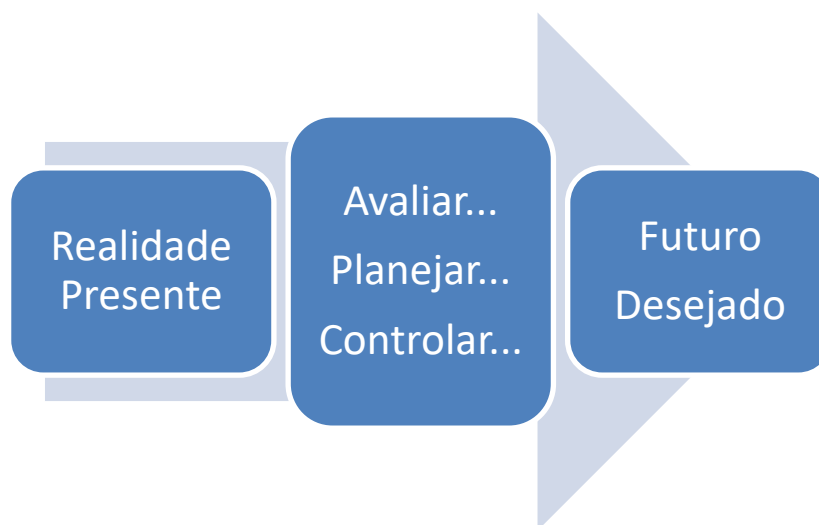 Realidade
Presente
Avaliar...
Planejar...
Controlar...
Futuro
Desejado